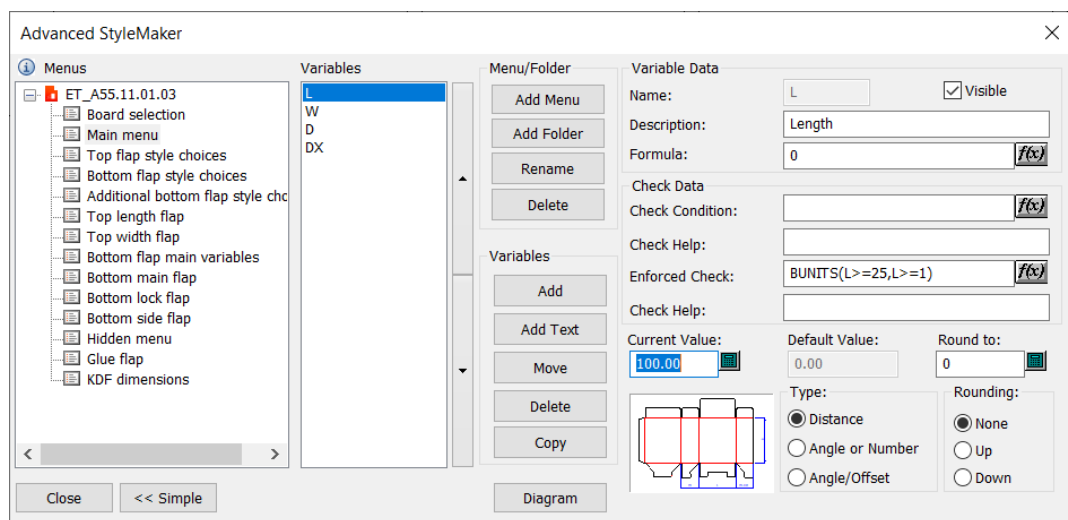 Advanced StyleMaker
Menus
ET_A55.11.01.03
Board selection
Main menu
Top flap style choices
Bottom flap style choices
Additional bottom flap style cho
Top length flap
Top width flap
Bottom flap main variables
Bottom main flap
Bottom lock flap
Bottom side flap
Hidden menu
Glue flap
KDF dimensions
Close
<< Simple
Variables
L
W
D
DX
Menu/Folder
Add Menu
Add Folder
Rename
Delete
Variables
Add
Add Text
Move
Delete
Copy
Diagram
Variable Data
Name: L Visible
Description: Length
Formula: 0 f(x)
Check Data
Check Condition: f(x)
Check Help:
Enforced Check: BUNITS(L>=25,L>=1) f(x)
Check Help:
Current Value: Default Value: Round to:
100.00 0.00 0
Type:
Distance
Angle or Number
Angle/Offset
Rounding:
None
Up
Down